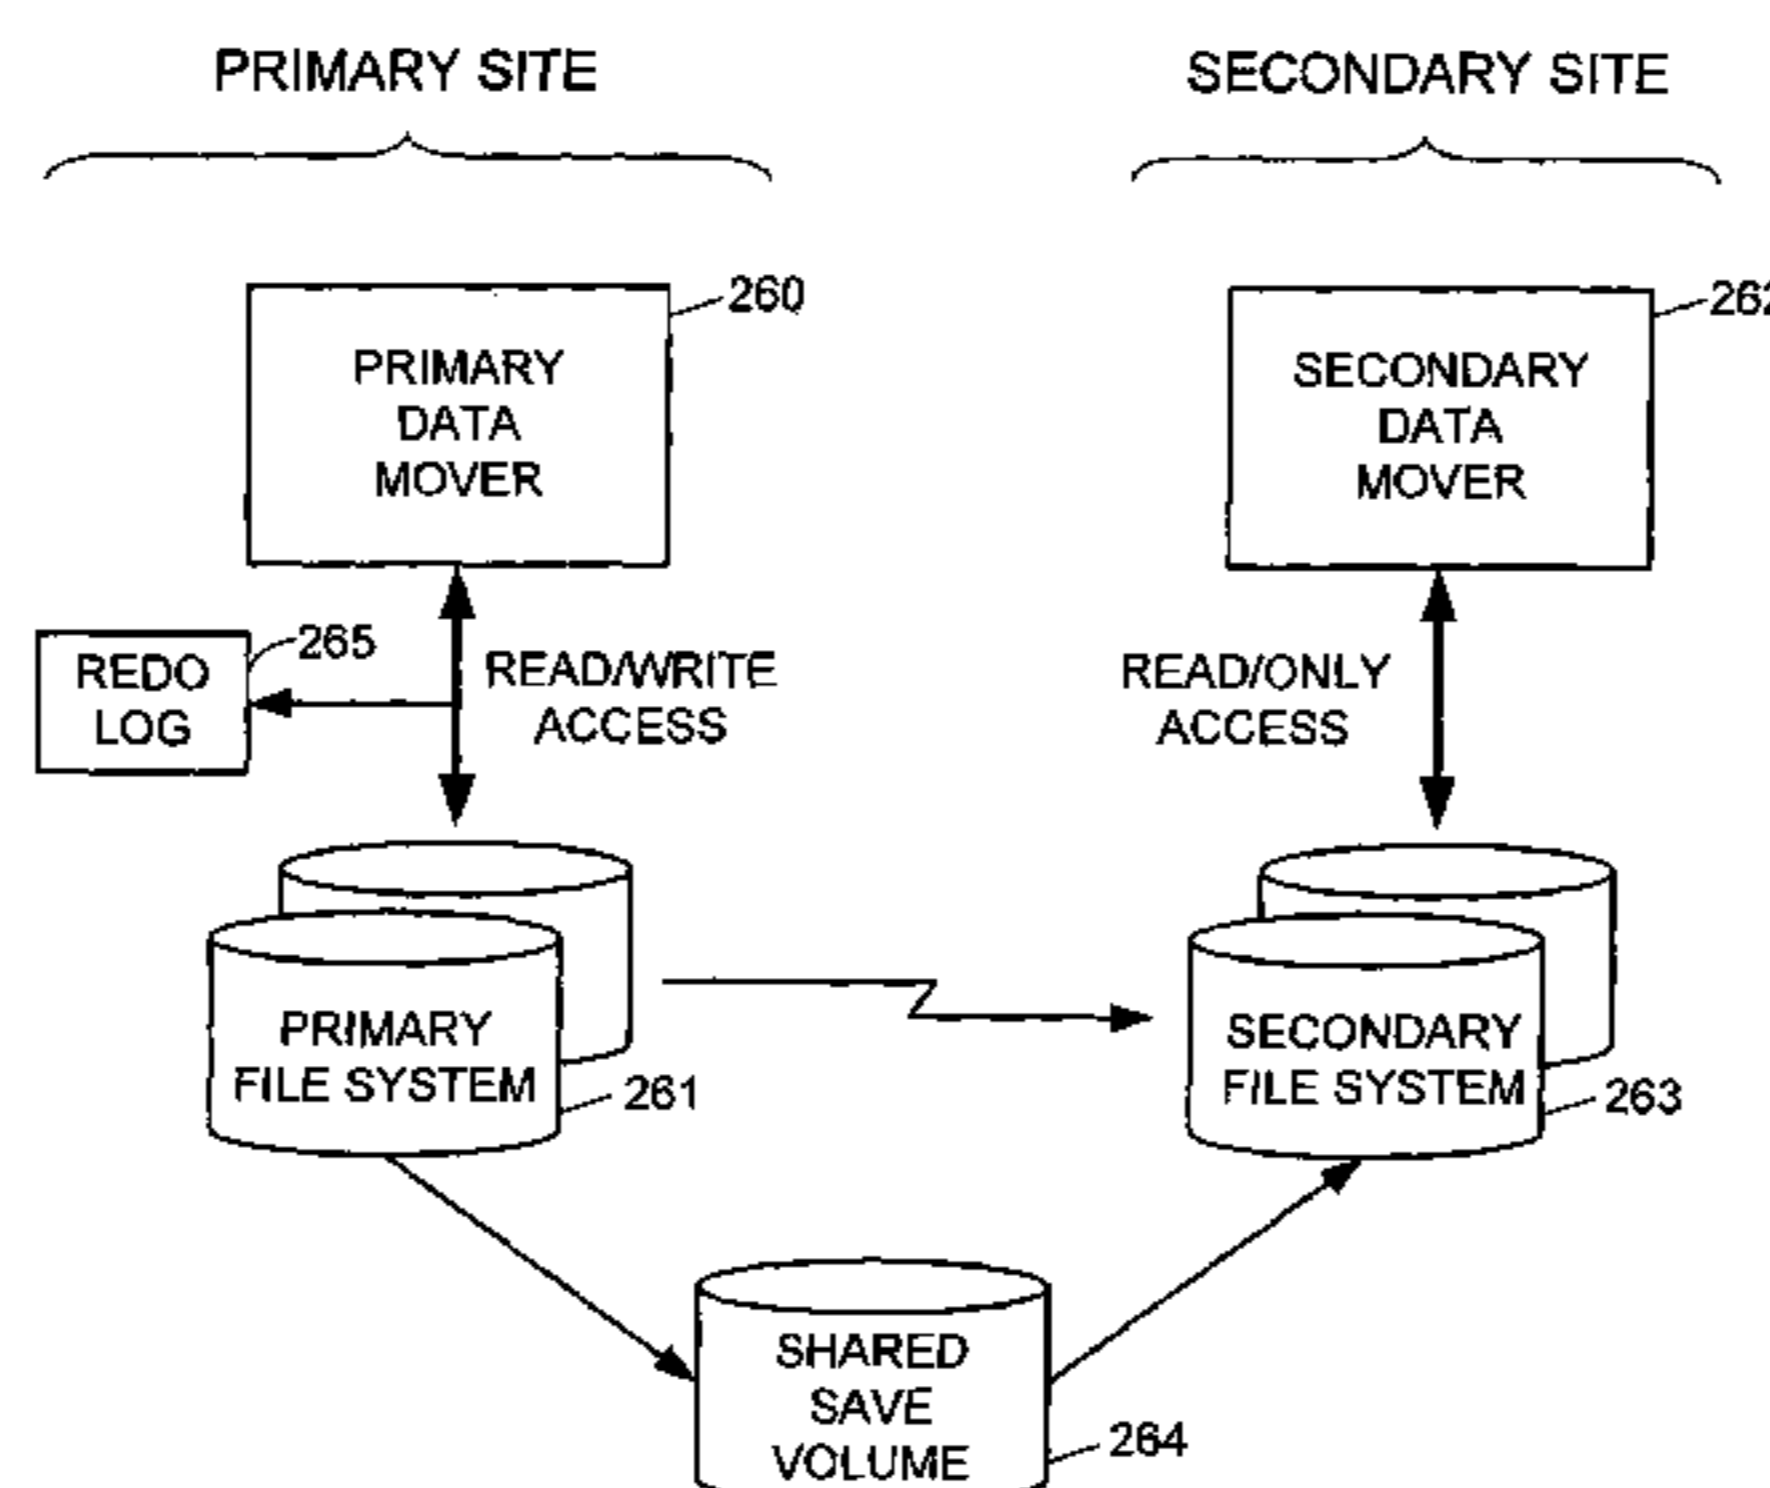 PRIMARY SITE
SECONDARY SITE
260
PRIMARY
DATA
MOVER
262
SECONDARY
DATA
MOVER
265
REDO
LOG
READ/WRITE
ACCESS
READ/ONLY
ACCESS
PRIMARY
FILE SYSTEM
261
SECONDARY
FILE SYSTEM
263
SHARED
SAVE
VOLUME
264